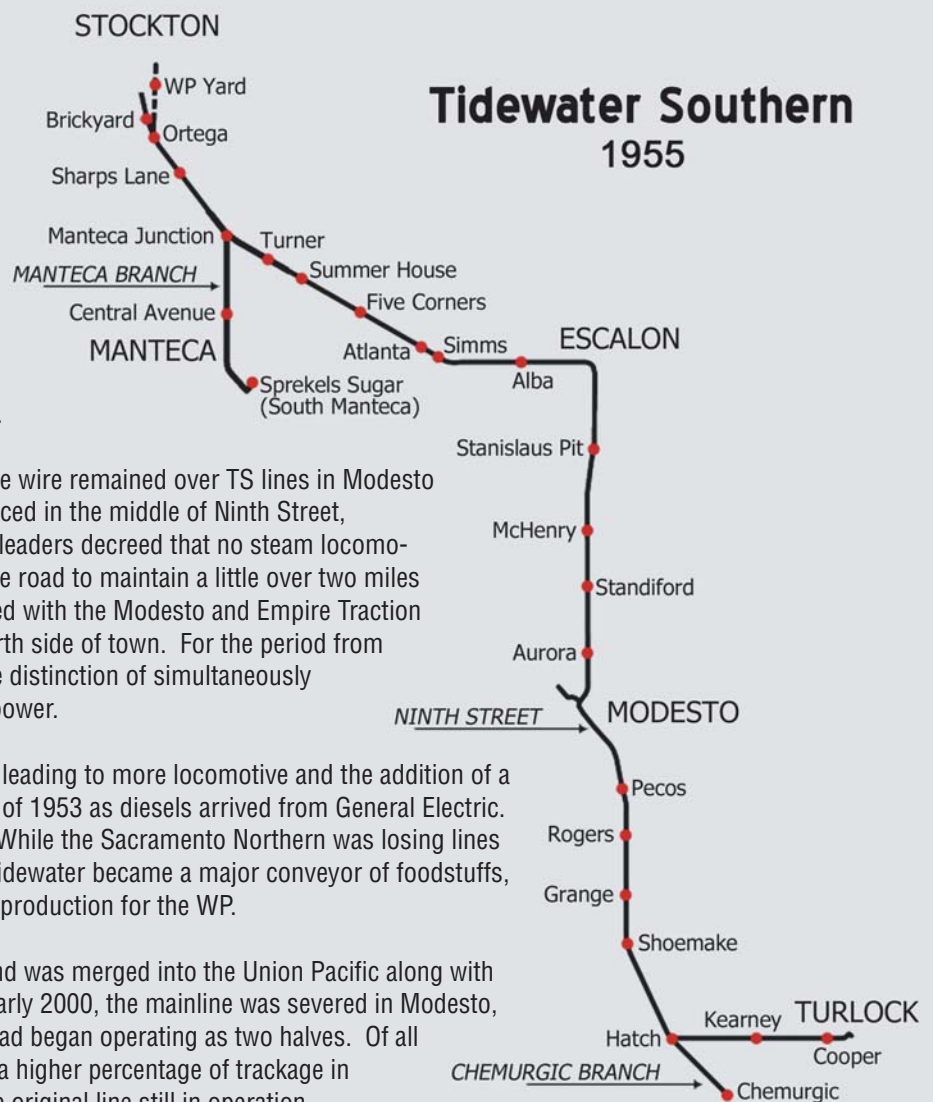 STOCKTON
WP Yard
Brickyard
Ortega
Sharps Lane
Tidewater Southern
1955
Manteca Junction
Turner
MANTECA BRANCH
Summer House
Five Corners
Central Avenue
MANTECA
Atlanta
Simms
ESCALON
Alba
Sprekels Sugar
(South Manteca)
Stanislaus Pit
McHenry
Standiford
Aurora
NINTH STREET
MODESTO
Pecos
Rogers
Grange
Shoemake
Hatch
Kearney
TURLOCK
Cooper
CHEMURGIC BRANCH
Chemurgic
e wire remained over TS lines in Modesto
ced in the middle of Ninth Street,
leaders decreed that no steam locomo-
e road to maintain a little over two miles
ed with the Modesto and Empire Traction
rth side of town. For the period from
e distinction of simultaneously
power.
leading to more locomotive and the addition of a
of 1953 as diesels arrived from General Electric.
While the Sacramento Northern was losing lines
idewater became a major conveyor of foodstuffs,
production for the WP.
nd was merged into the Union Pacific along with
arly 2000, the mainline was severed in Modesto,
ad began operating as two halves. Of all
a higher percentage of trackage in
e original line still in operation